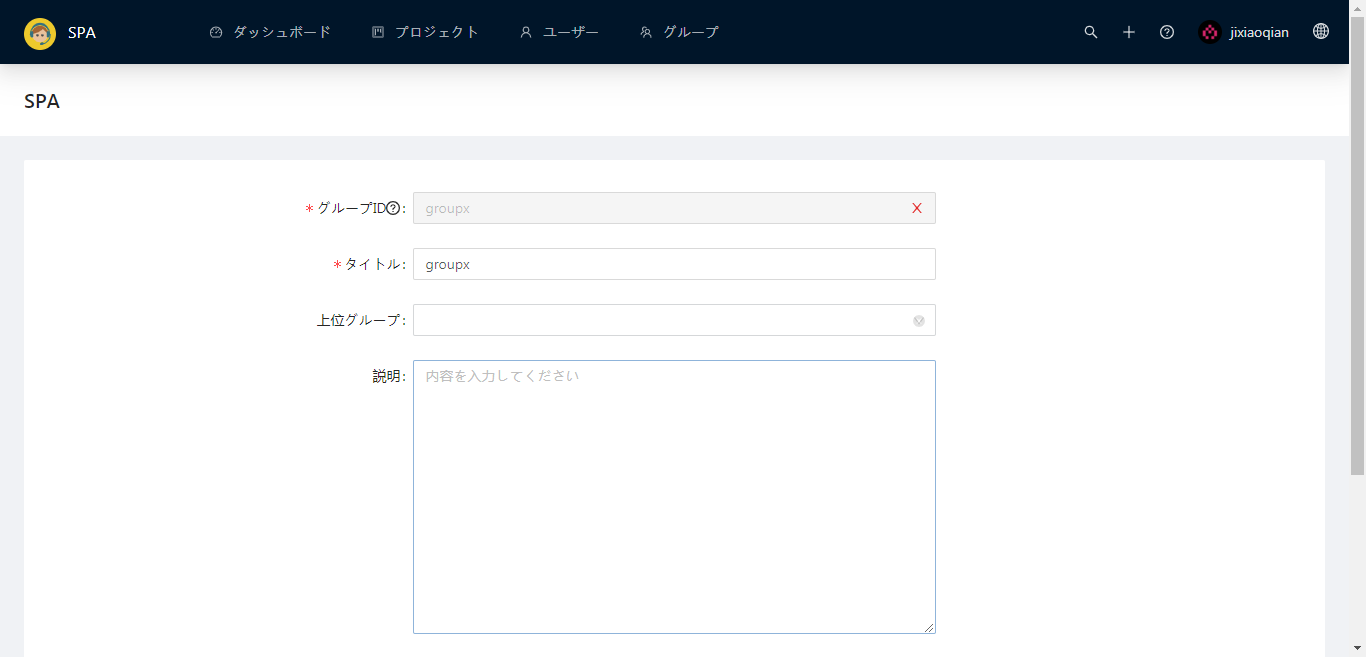 SPA ダッシュボード プロジェクト ユーザー グループ jixiaoqian
SPA
* グループID: groupx X
* タイトル: groupx
上位グループ:
説明: 内容を入力してください